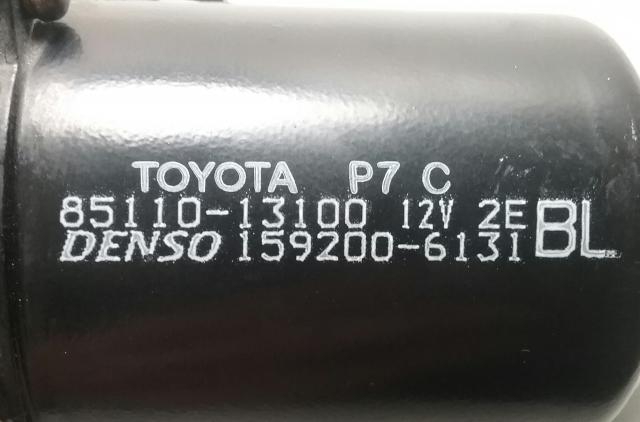 TOYOTA P7 C
85110-13100 12V 2E
DENSO 159200-6131 BL